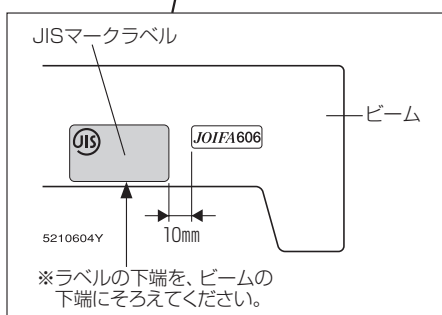 JISマークラベル
JIS
JOIFA606
ビーム
5210604Y
10mm
※ラベルの下端を、ビームの
下端にそろえてください。